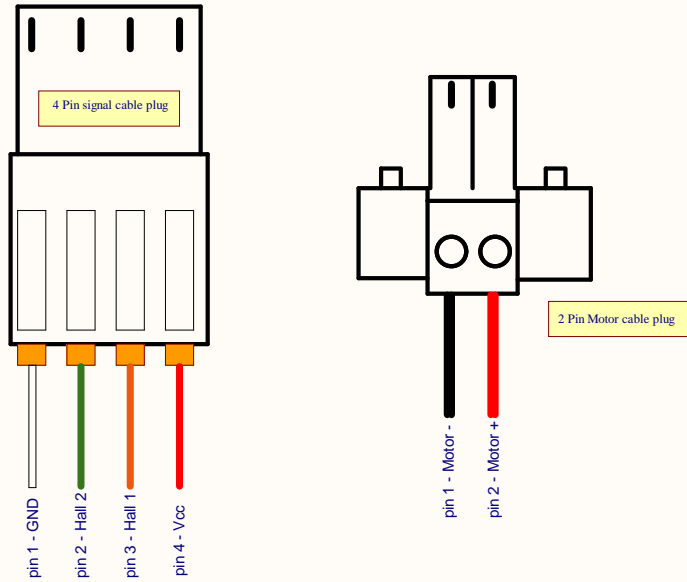 4 Pin signal cable plug
2 Pin Motor cable plug
pin 1 - GND
pin 2 - Hall 2
pin 3 - Hall 1
pin 4 - Vcc
pin 1 - Motor -
pin 2 - Motor +